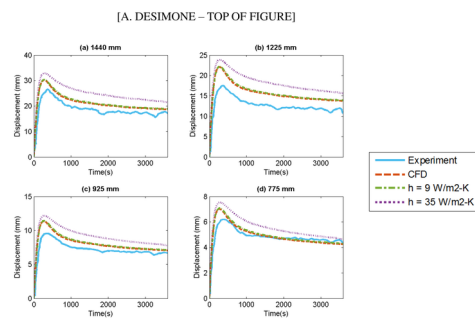 [A. DESIMONE – TOP OF FIGURE]
(a) 1440 mm
Displacement (mm)
40
30
20
10
0
0 1000 2000 3000
Time(s)
(b) 1225 mm
Displacement (mm)
25
20
15
10
5
0
0 1000 2000 3000
Time(s)
(c) 925 mm
Displacement (mm)
15
10
5
0
0 1000 2000 3000
Time(s)
(d) 775 mm
Displacement (mm)
8
6
4
2
0
0 1000 2000 3000
Time(s)
Experiment
CFD
h = 9 W/m2-K
h = 35 W/m2-K